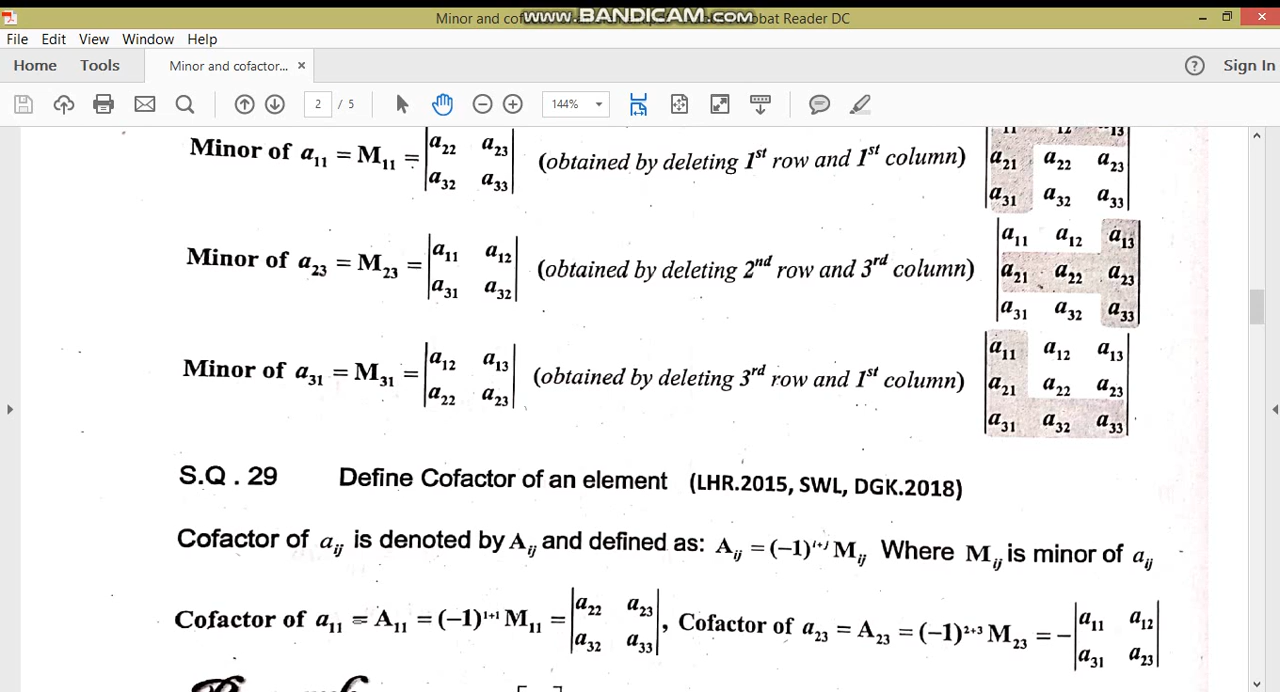 Minor and cof www.BANDICAM.com bat Reader DC
File Edit View Window Help
Home Tools Minor and cofactor... × ? Sign In
2 / 5 144%
11 12 13
Minor of a11 = M11 = |a22 a23| (obtained by deleting 1st row and 1st column) |a21 a22 a23|
|a32 a33| |a31 a32 a33|
|a11 a12 a13|
Minor of a23 = M23 = |a11 a12| (obtained by deleting 2nd row and 3rd column) |a21 a22 a23|
|a31 a32| |a31 a32 a33|
|a11 a12 a13|
Minor of a31 = M31 = |a12 a13| (obtained by deleting 3rd row and 1st column) |a21 a22 a23|
|a22 a23| |a31 a32 a33|
S.Q . 29 Define Cofactor of an element (LHR.2015, SWL, DGK.2018)
Cofactor of aij is denoted by Aij and defined as: Aij = (−1)^i+j Mij Where Mij is minor of aij
Cofactor of a11 = A11 = (−1)^1+1 M11 = |a22 a23|, Cofactor of a23 = A23 = (−1)^2+3 M23 = −|a11 a12|
|a32 a33| |a31 a23|